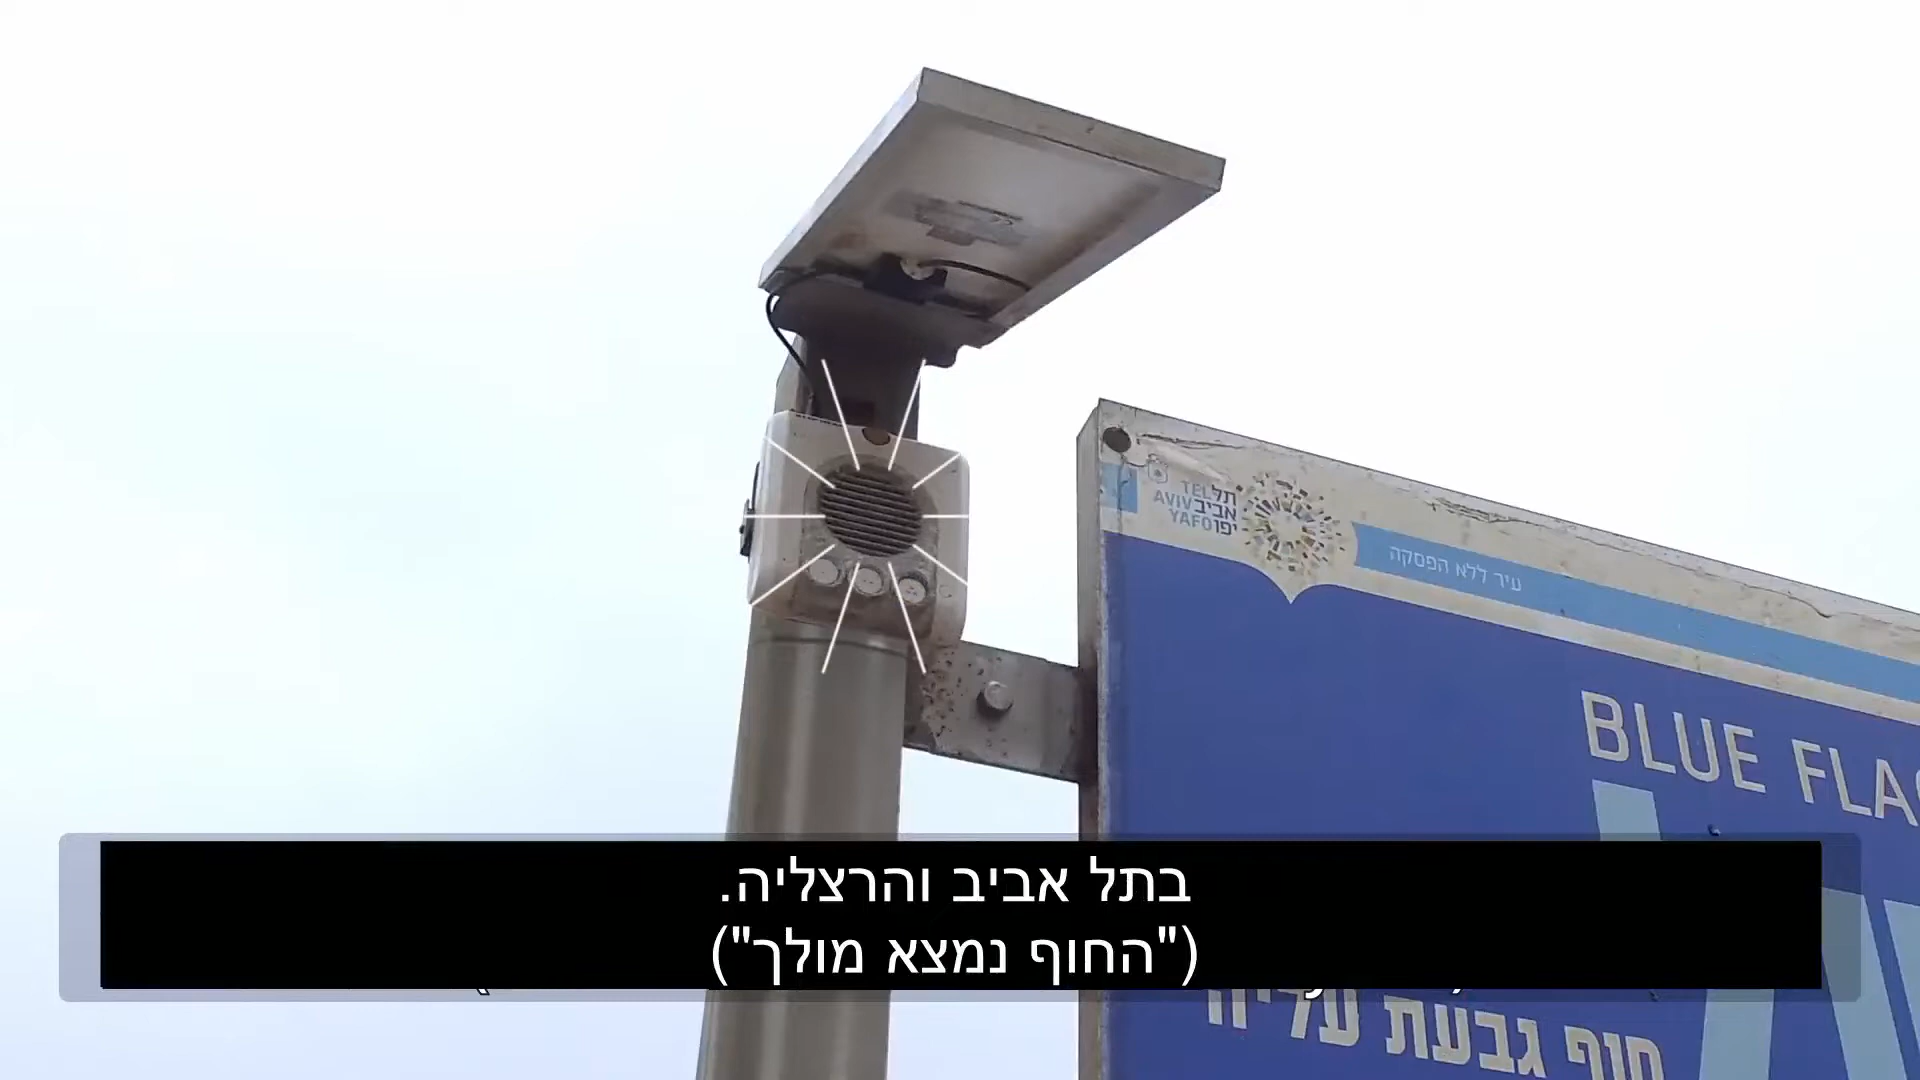 תל TEL
אביב AVIV
יפו YAFO
עיר ללא הפסקה
BLUE FLAG
בתל אביב והרצליה.
("החוף נמצא מולך")
חוף גבעת עליה